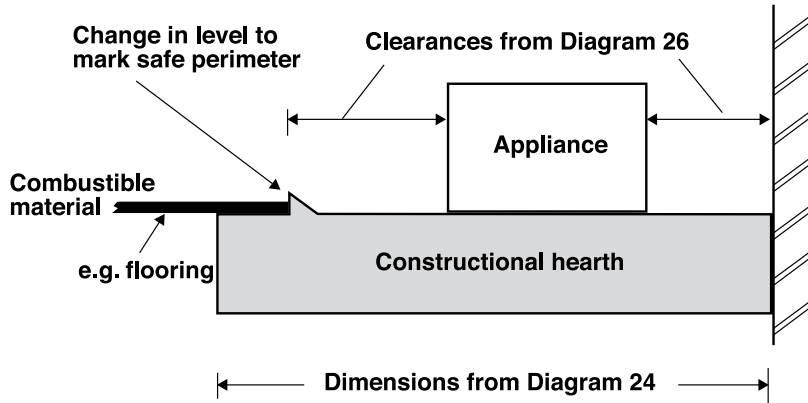 Change in level to
mark safe perimeter
Clearances from Diagram 26
Appliance
Combustible
material
e.g. flooring
Constructional hearth
Dimensions from Diagram 24